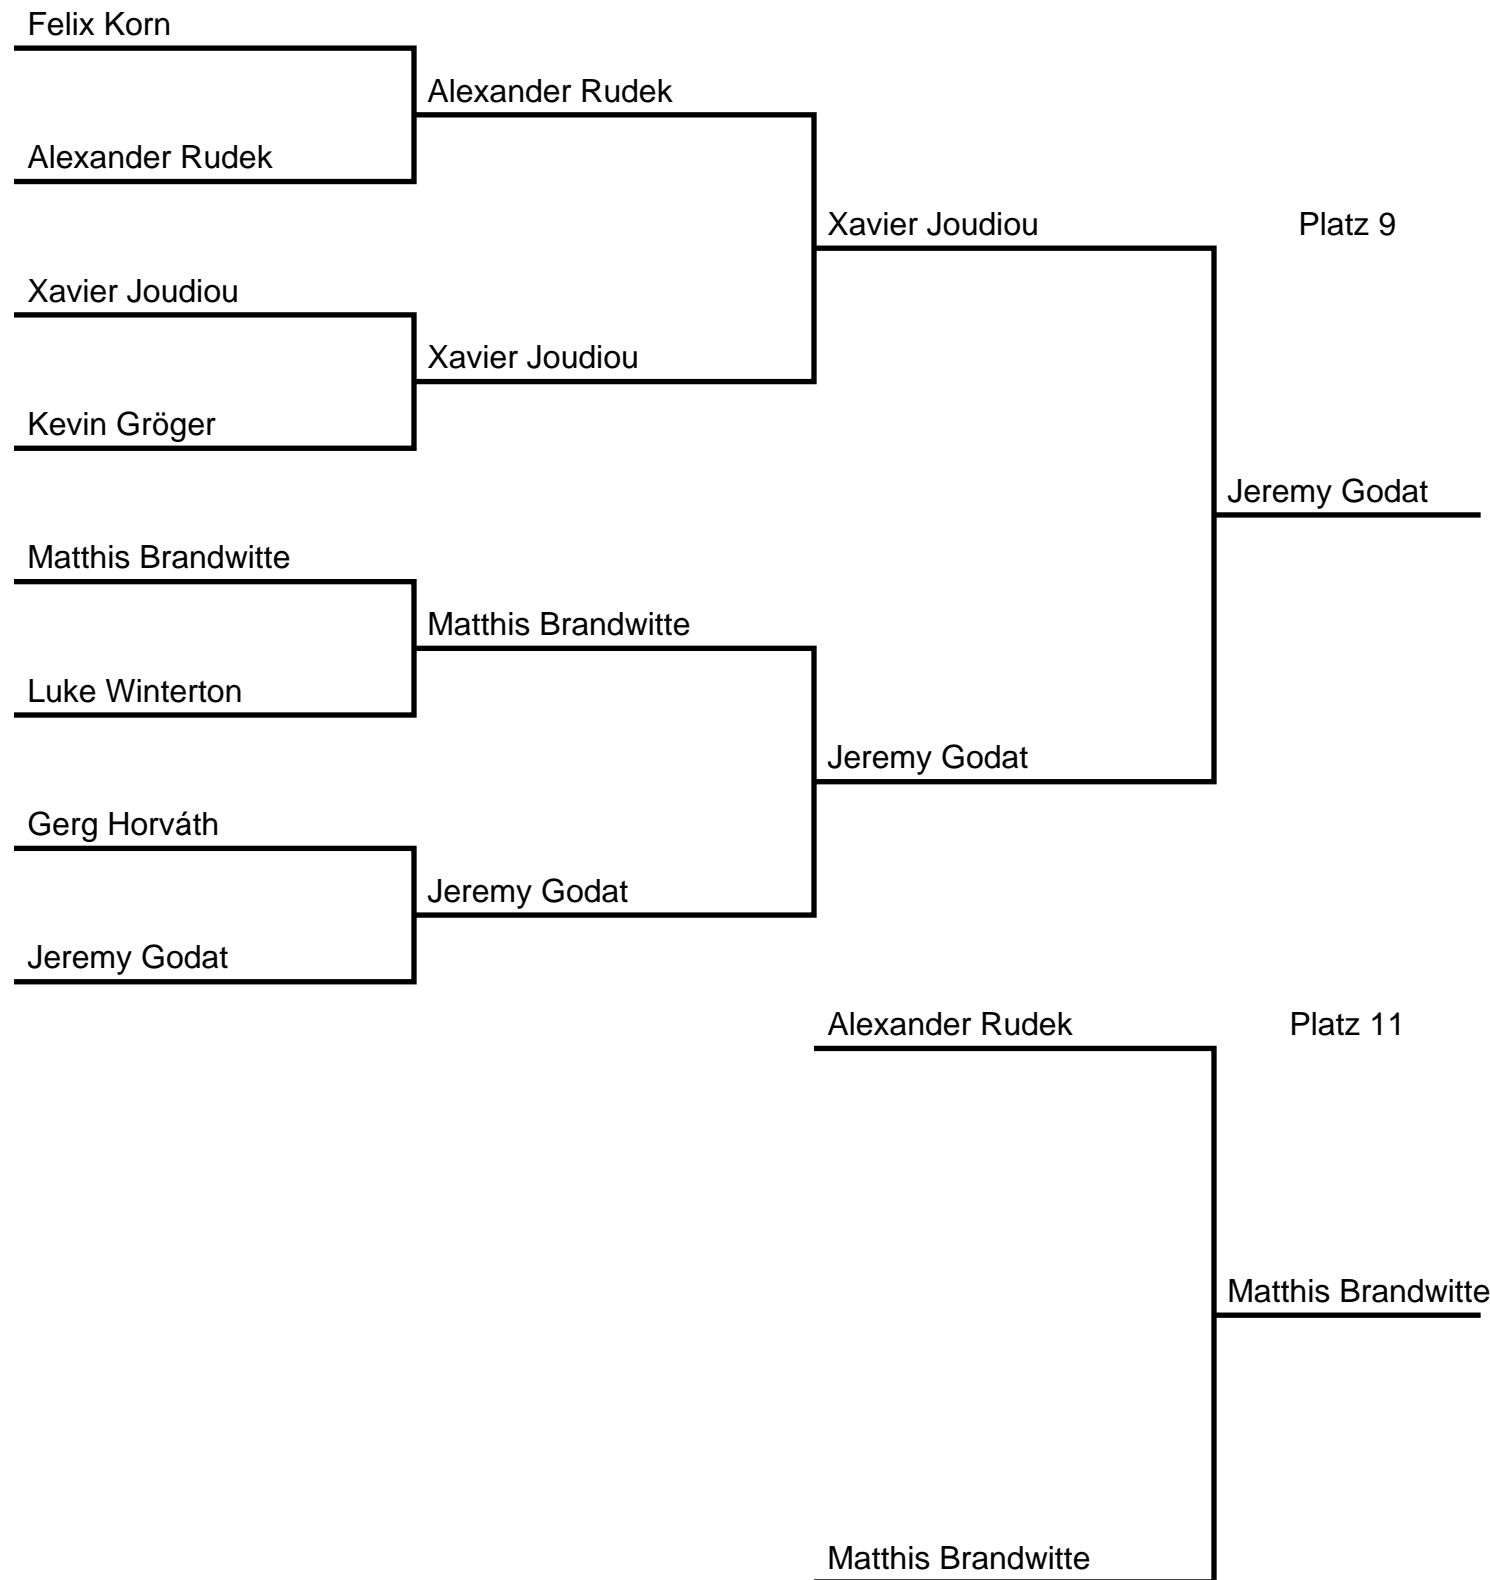 Felix Korn
Alexander Rudek
Alexander Rudek
Xavier Joudiou
Platz 9
Xavier Joudiou
Xavier Joudiou
Kevin Gröger
Jeremy Godat
Matthis Brandwitte
Matthis Brandwitte
Luke Winterton
Jeremy Godat
Gerg Horváth
Jeremy Godat
Jeremy Godat
Alexander Rudek
Platz 11
Matthis Brandwitte
Matthis Brandwitte